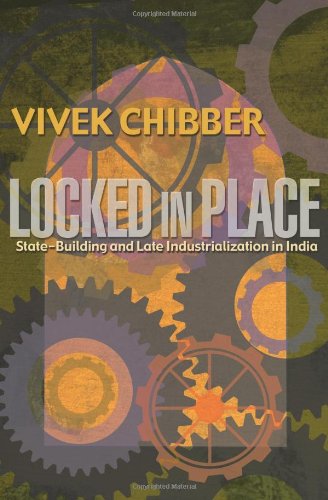 VIVEK CHIBBER
LOCKED IN PLACE
State-Building and Late Industrialization in India